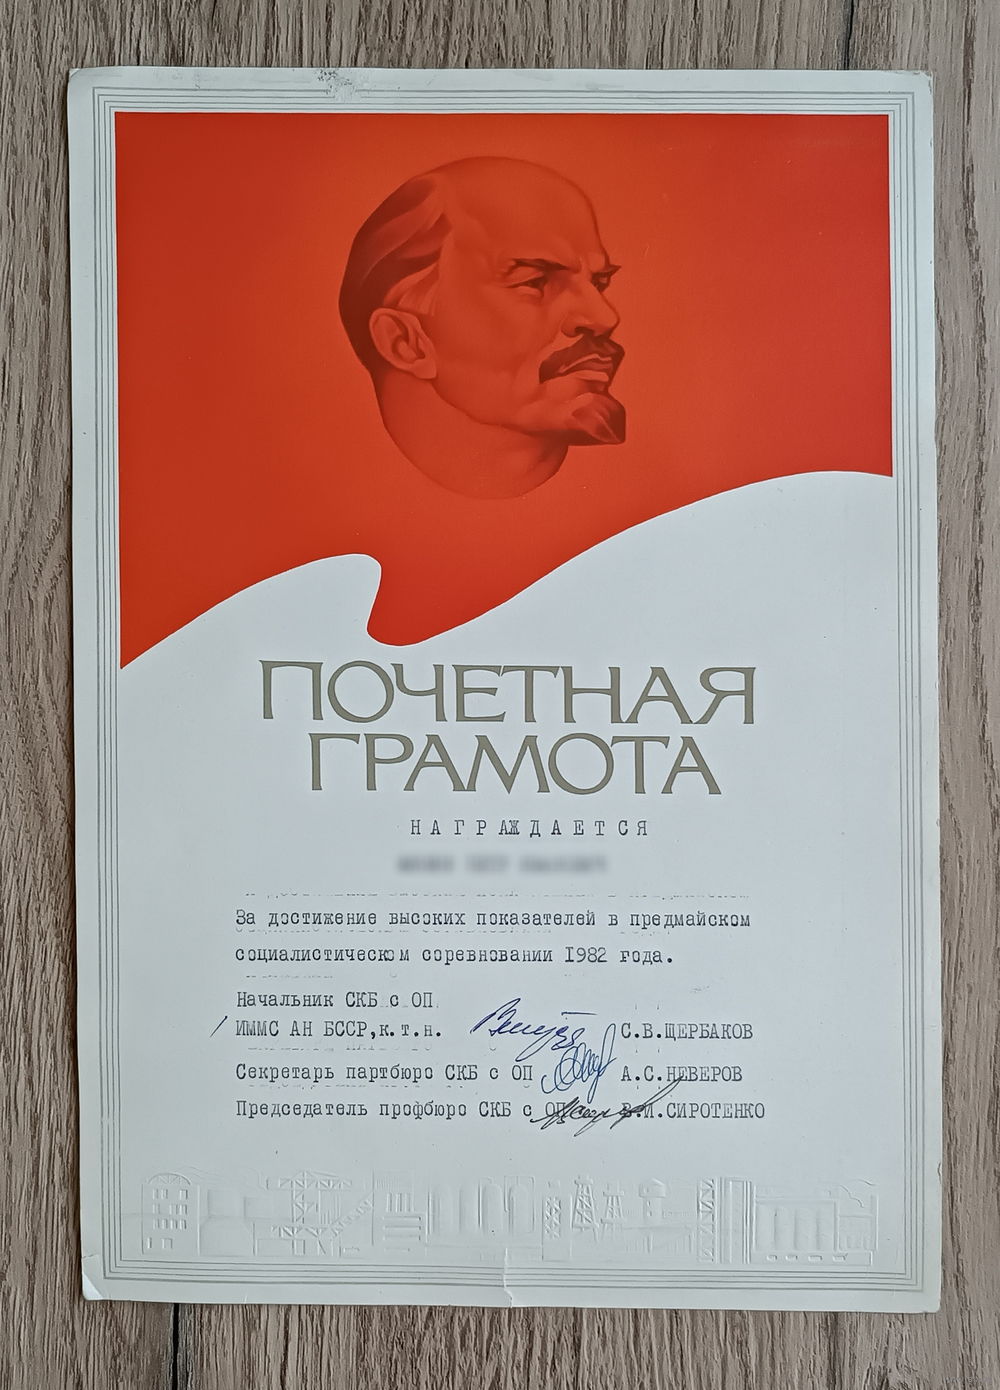 ПОЧЕТНАЯ
ГРАМОТА
НАГРАЖДАЕТСЯ
За достижение высоких показателей в предмайском
социалистическом соревновании 1982 года.
Начальник СКБ с ОП
ИММС АН БССР,к.т.н. С.В.ЩЕРБАКОВ
Секретарь партбюро СКБ с ОП А.С.НЕВЕРОВ
Председатель профбюро СКБ с ОП В.И.СИРОТЕНКО